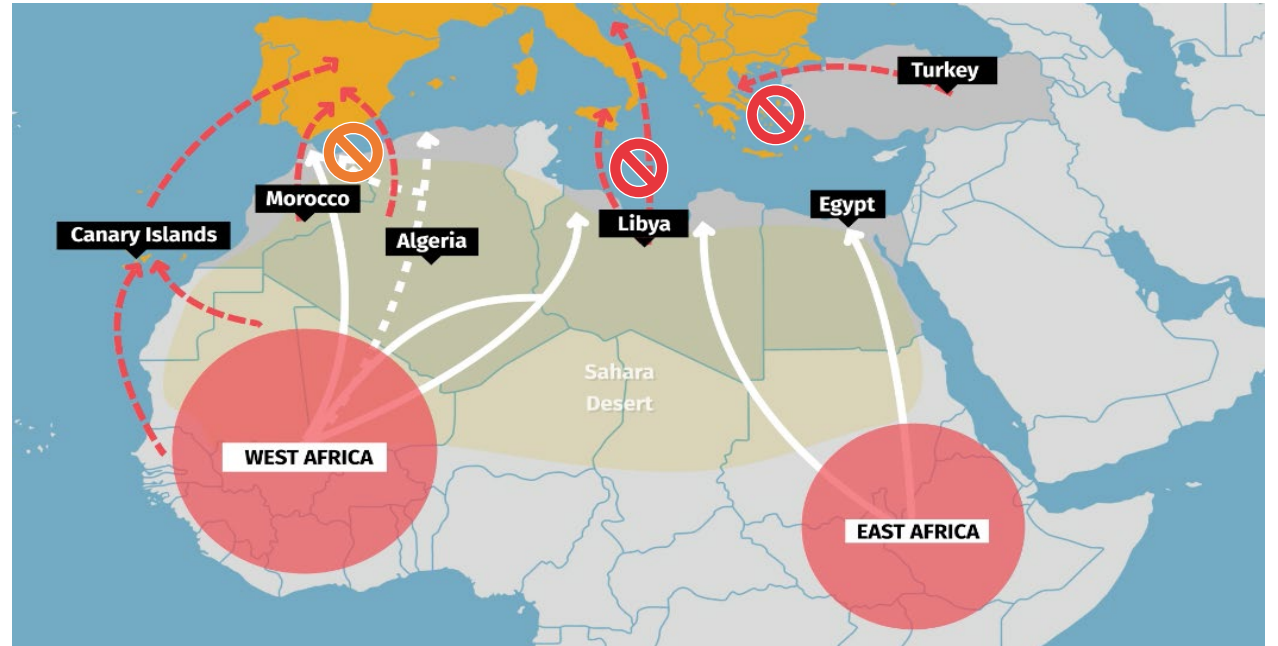 Turkey
Morocco
Egypt
Libya
Canary Islands
Algeria
Sahara
Desert
WEST AFRICA
EAST AFRICA